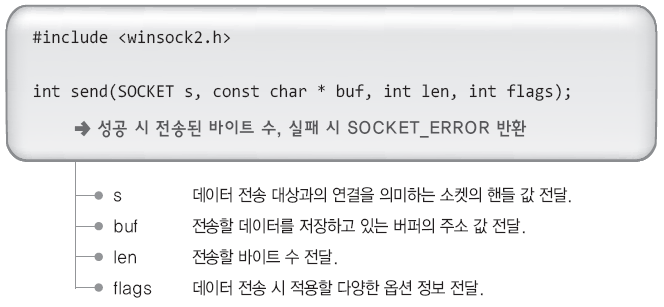 #include <winsock2.h>
int send(SOCKET s, const char * buf, int len, int flags);
➔ 성공 시 전송된 바이트 수, 실패 시 SOCKET_ERROR 반환
s 데이터 전송 대상과의 연결을 의미하는 소켓의 핸들 값 전달.
buf 전송할 데이터를 저장하고 있는 버퍼의 주소 값 전달.
len 전송할 바이트 수 전달.
flags 데이터 전송 시 적용할 다양한 옵션 정보 전달.